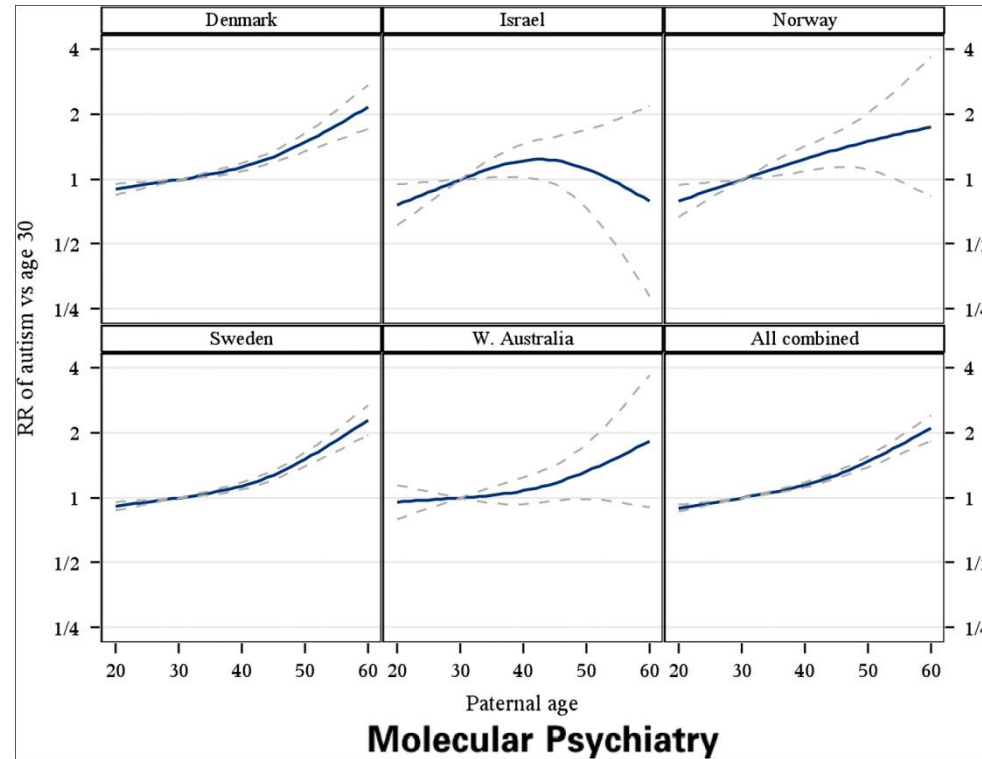 Denmark Israel Norway
4 4
2 2
1 1
1/2 1/2
1/4 1/4
RR of autism vs age 30
Sweden W. Australia All combined
4 4
2 2
1 1
1/2 1/2
1/4 1/4
20 30 40 50 60 20 30 40 50 60 20 30 40 50 60
Paternal age
Molecular Psychiatry